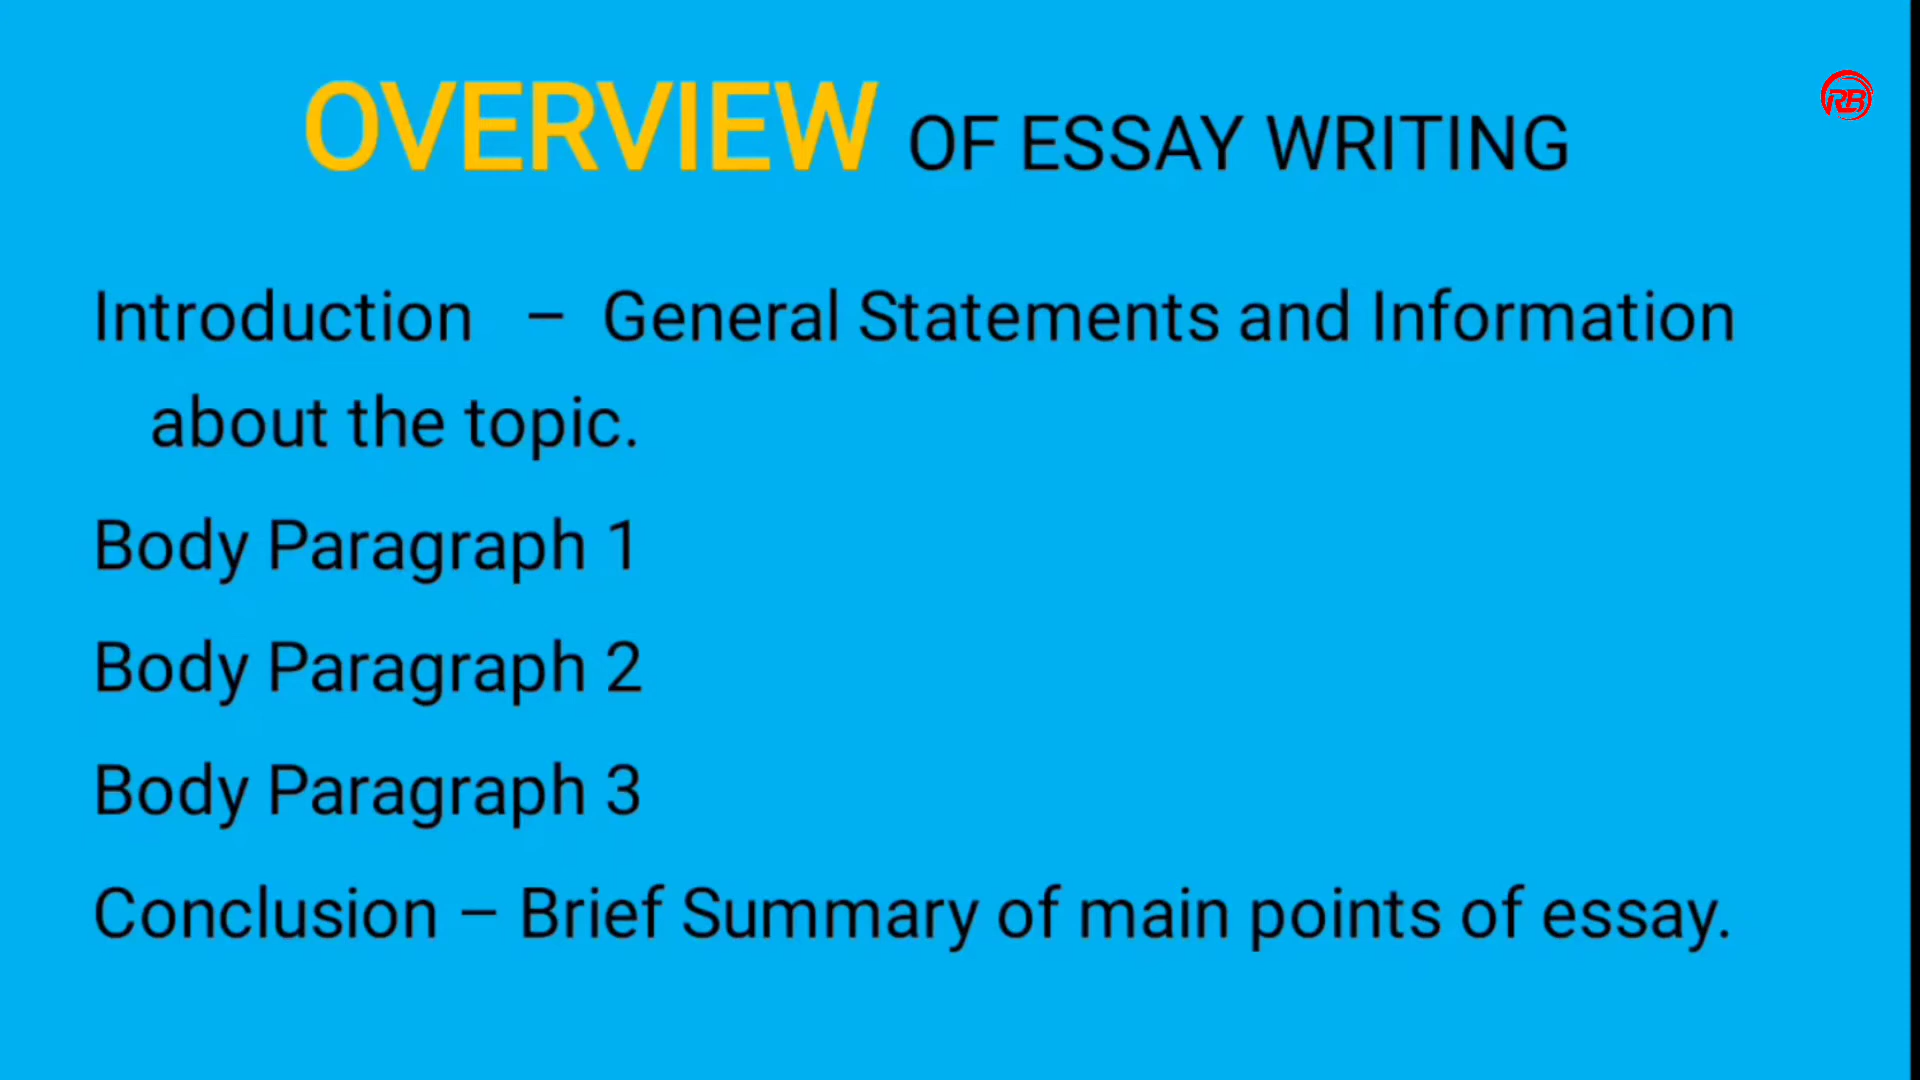 OVERVIEW OF ESSAY WRITING
RB
Introduction – General Statements and Information
about the topic.
Body Paragraph 1
Body Paragraph 2
Body Paragraph 3
Conclusion – Brief Summary of main points of essay.